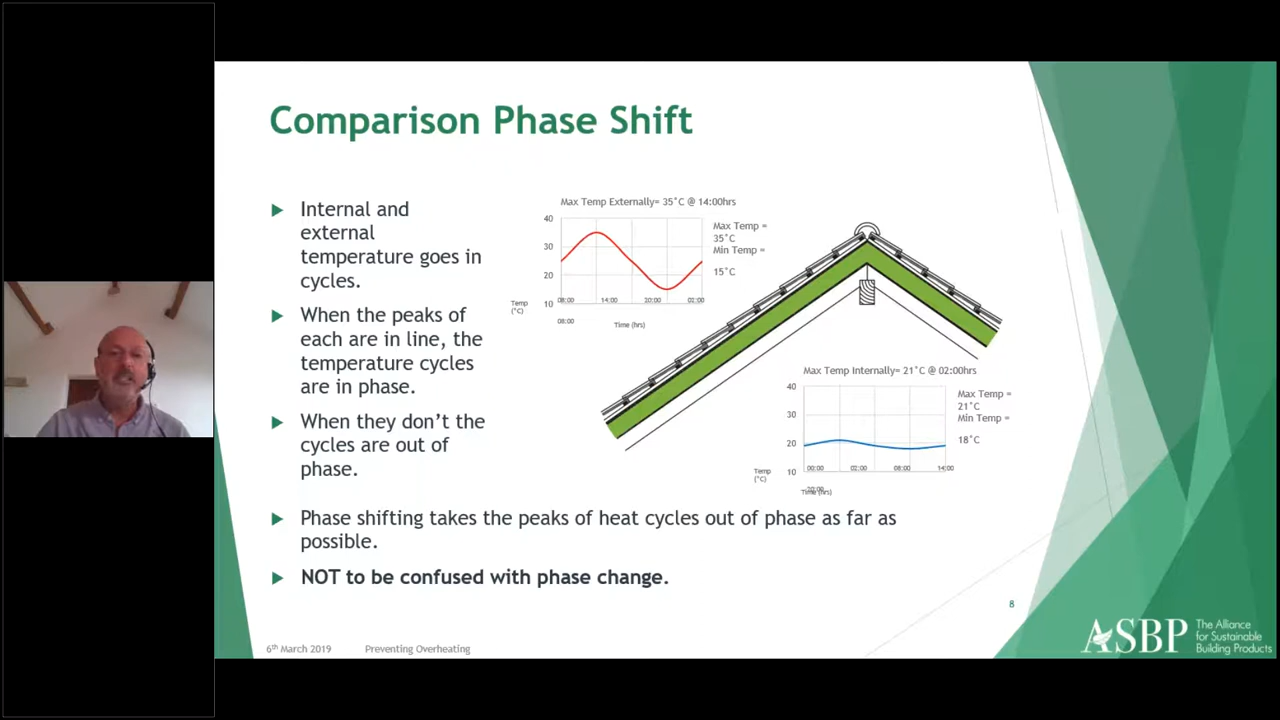 Comparison Phase Shift
Internal and
external
temperature goes in
cycles.
When the peaks of
each are in line, the
temperature cycles
are in phase.
When they don’t the
cycles are out of
phase.
Phase shifting takes the peaks of heat cycles out of phase as far as
possible.
NOT to be confused with phase change.
Max Temp Externally= 35˚C @ 14:00hrs
40
30
20
10
Temp
(˚C)
08:00 14:00 20:00 02:00
08:00
Time (hrs)
Max Temp =
35˚C
Min Temp =
15˚C
Max Temp Internally= 21˚C @ 02:00hrs
40
30
20
10
Temp
(˚C)
00:00 02:00 08:00 14:00
20:00
Time (hrs)
Max Temp =
21˚C
Min Temp =
18˚C
8
6th March 2019 Preventing Overheating
ASBP
The Alliance
for Sustainable
Building Products